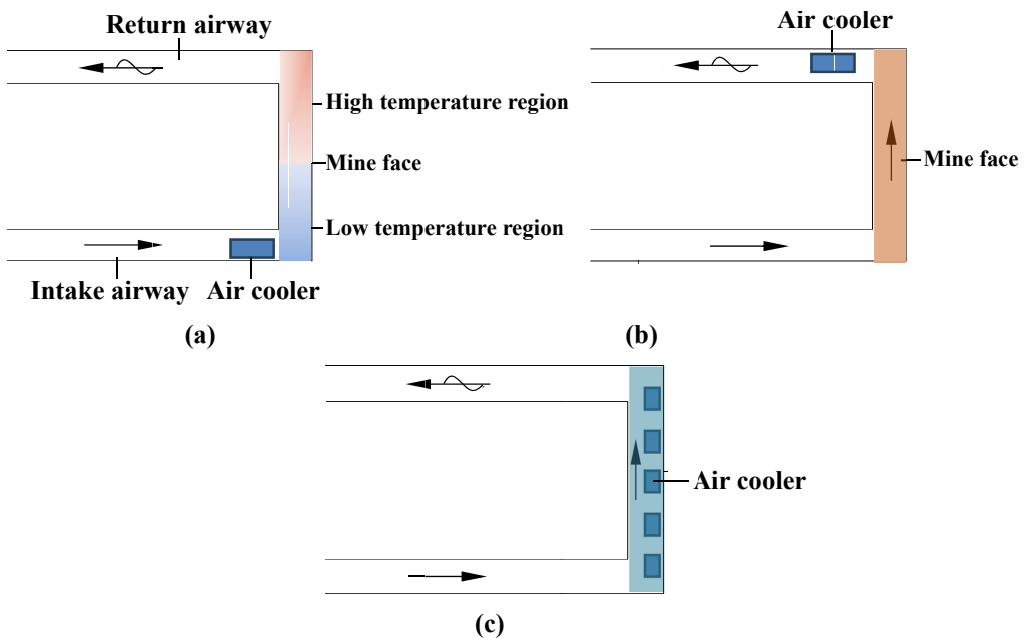 Return airway
High temperature region
Mine face
Low temperature region
Intake airway
Air cooler
(a)
Air cooler
Mine face
(b)
Air cooler
(c)